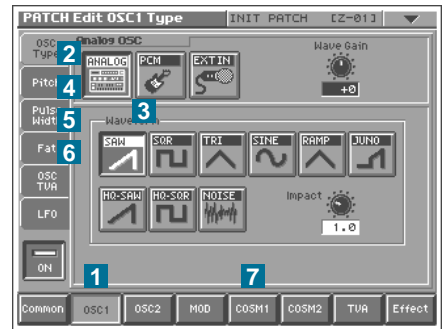 PATCH Edit OSC1 Type INIT PATCH [Z-01]
OSC Type
Analog OSC
Wave Gain
2
ANALOG PCM EXT IN
+0
Pitch 4
3
Pulse Width 5
Waveform
SAW SQR TRI SINE RAMP JUNO
Fat 6
OSC TVA
HQ-SAW HQ-SQR NOISE Impact
LFO
1.0
ON
1 7
Common OSC1 OSC2 MOD COSM1 COSM2 TVA Effect